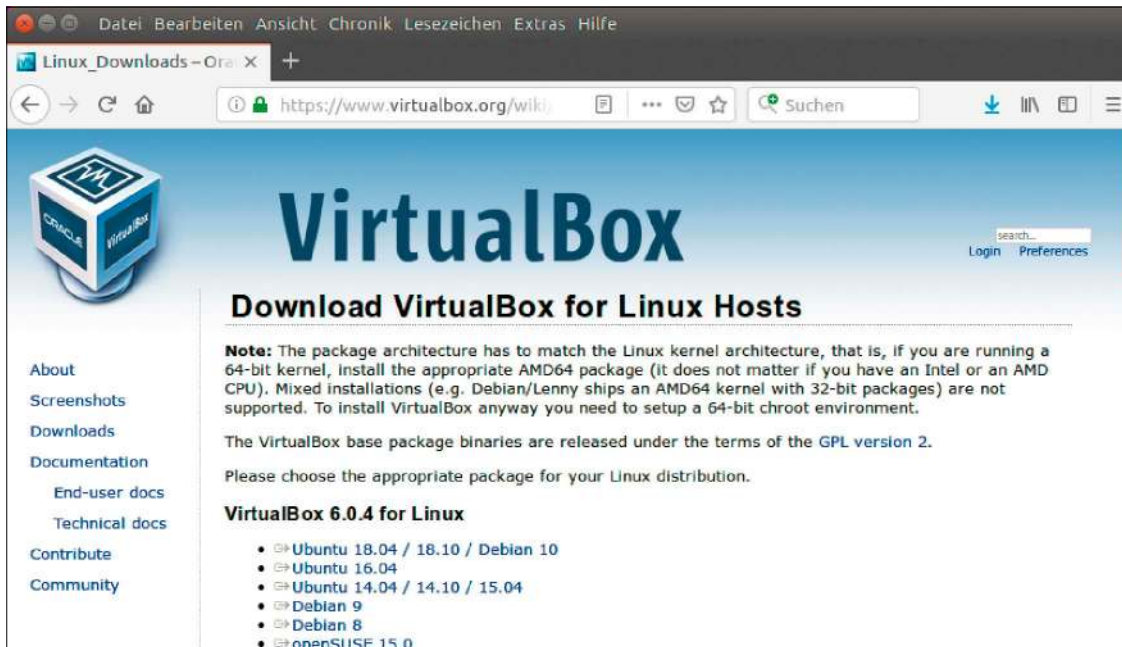 Datei Bearbeiten Ansicht Chronik Lesezeichen Extras Hilfe
Linux_Downloads – Ora
https://www.virtualbox.org/wiki/
Suchen
ORACLE
VirtualBox
VirtualBox
search...
Login Preferences
Download VirtualBox for Linux Hosts
About
Screenshots
Downloads
Documentation
End-user docs
Technical docs
Contribute
Community
Note: The package architecture has to match the Linux kernel architecture, that is, if you are running a
64-bit kernel, install the appropriate AMD64 package (it does not matter if you have an Intel or an AMD
CPU). Mixed installations (e.g. Debian/Lenny ships an AMD64 kernel with 32-bit packages) are not
supported. To install VirtualBox anyway you need to setup a 64-bit chroot environment.
The VirtualBox base package binaries are released under the terms of the GPL version 2.
Please choose the appropriate package for your Linux distribution.
VirtualBox 6.0.4 for Linux
Ubuntu 18.04 / 18.10 / Debian 10
Ubuntu 16.04
Ubuntu 14.04 / 14.10 / 15.04
Debian 9
Debian 8
openSUSE 15.0